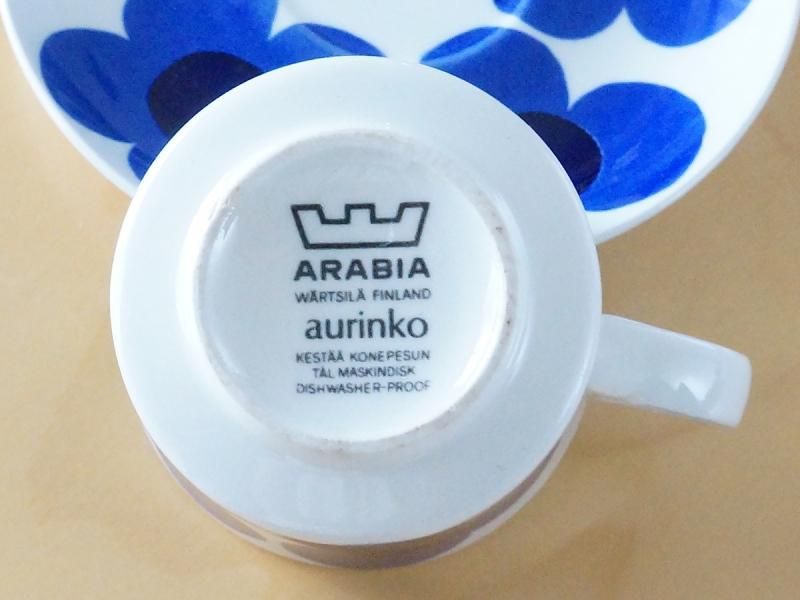 ARABIA
WÄRTSILÄ FINLAND
aurinko
KESTÄÄ KONEPESUN
TÅL MASKINDISK
DISHWASHER-PROOF